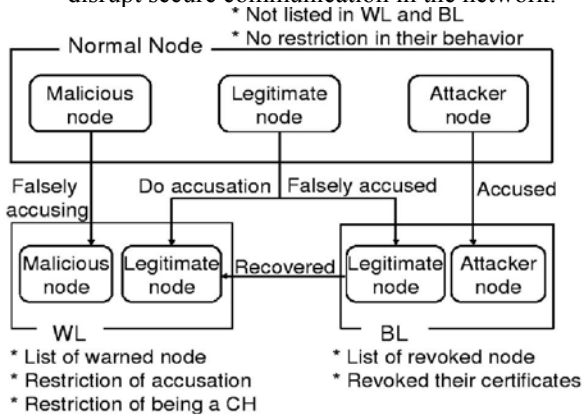 disrupt secure communication in the network.
* Not listed in WL and BL
* No restriction in their behavior
Normal Node
Malicious node
Legitimate node
Attacker node
Falsely accusing
Do accusation
Falsely accused
Accused
Malicious node
Legitimate node
Recovered
Legitimate node
Attacker node
WL
* List of warned node
* Restriction of accusation
* Restriction of being a CH
BL
* List of revoked node
* Revoked their certificates